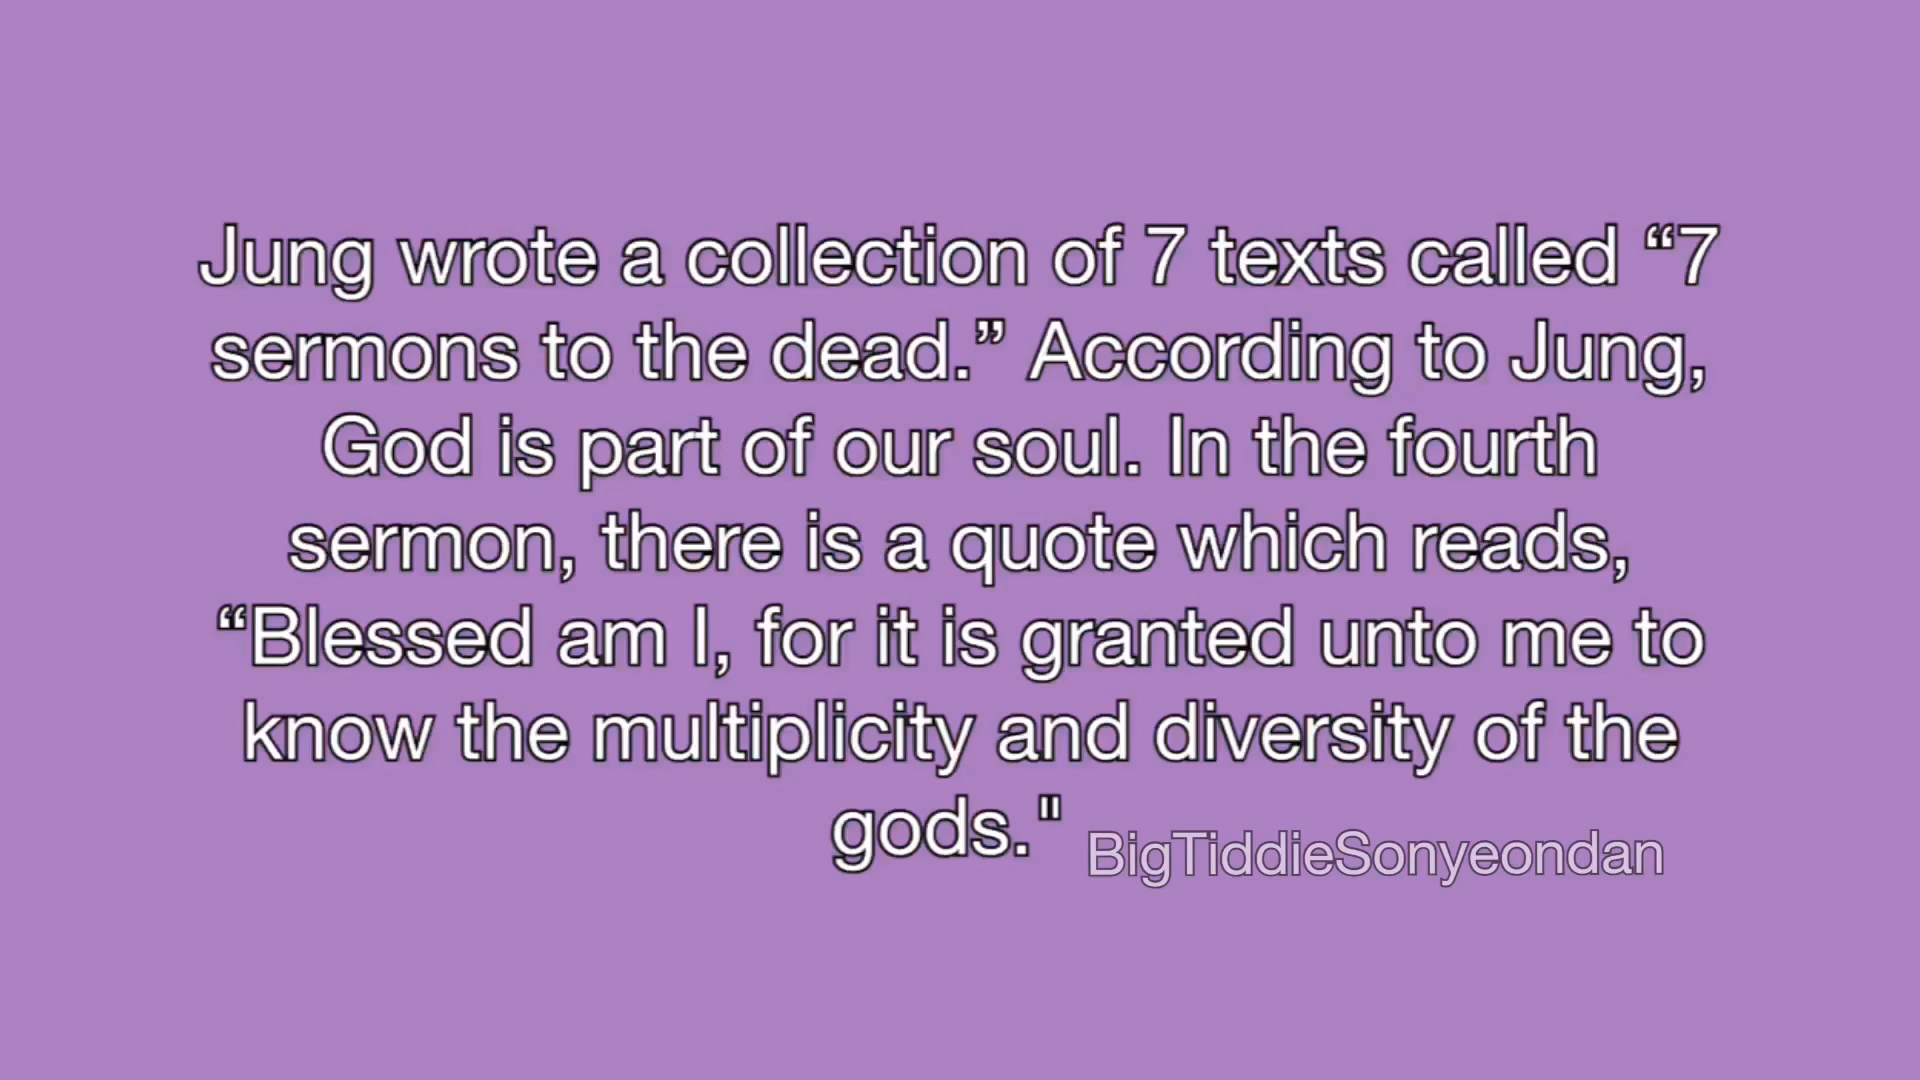 Jung wrote a collection of 7 texts called “7
sermons to the dead.” According to Jung,
God is part of our soul. In the fourth
sermon, there is a quote which reads,
“Blessed am I, for it is granted unto me to
know the multiplicity and diversity of the
gods."
BigTiddieSonyeondan